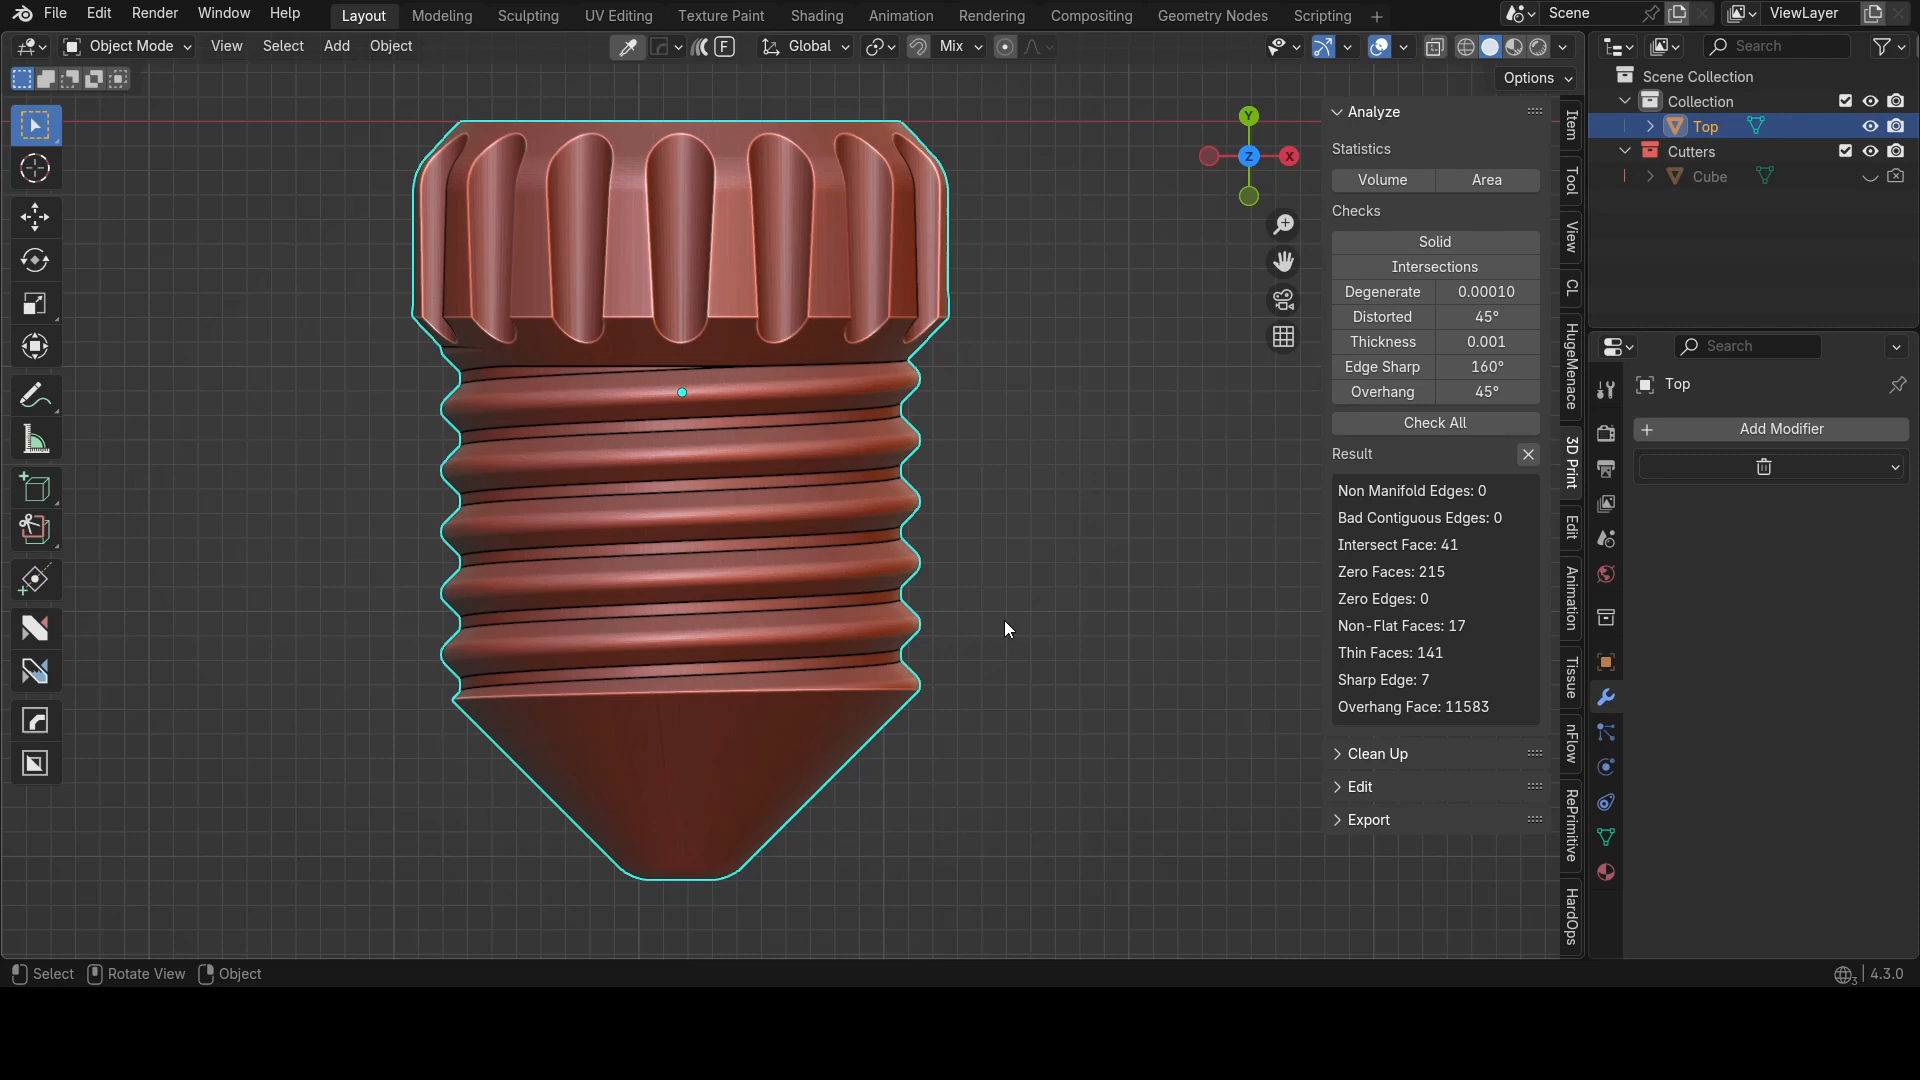 File Edit Render Window Help Layout Modeling Sculpting UV Editing Texture Paint Shading Animation Rendering Compositing Geometry Nodes Scripting + Scene ViewLayer
Object Mode View Select Add Object F Global Mix Search
Options
Analyze
Statistics
Volume Area
Checks
Solid
Intersections
Degenerate 0.00010
Distorted 45°
Thickness 0.001
Edge Sharp 160°
Overhang 45°
Check All
Result
Non Manifold Edges: 0
Bad Contiguous Edges: 0
Intersect Face: 41
Zero Faces: 215
Zero Edges: 0
Non-Flat Faces: 17
Thin Faces: 141
Sharp Edge: 7
Overhang Face: 11583
Clean Up
Edit
Export
Y
Z
X
Item
Tool
View
CL
HugeMenace
3D Print
Edit
Animation
Tissue
nFlow
RePrimitive
HardOps
Scene Collection
Collection
Top
Cutters
Cube
Search
Top
+ Add Modifier
Select Rotate View Object 3 4.3.0